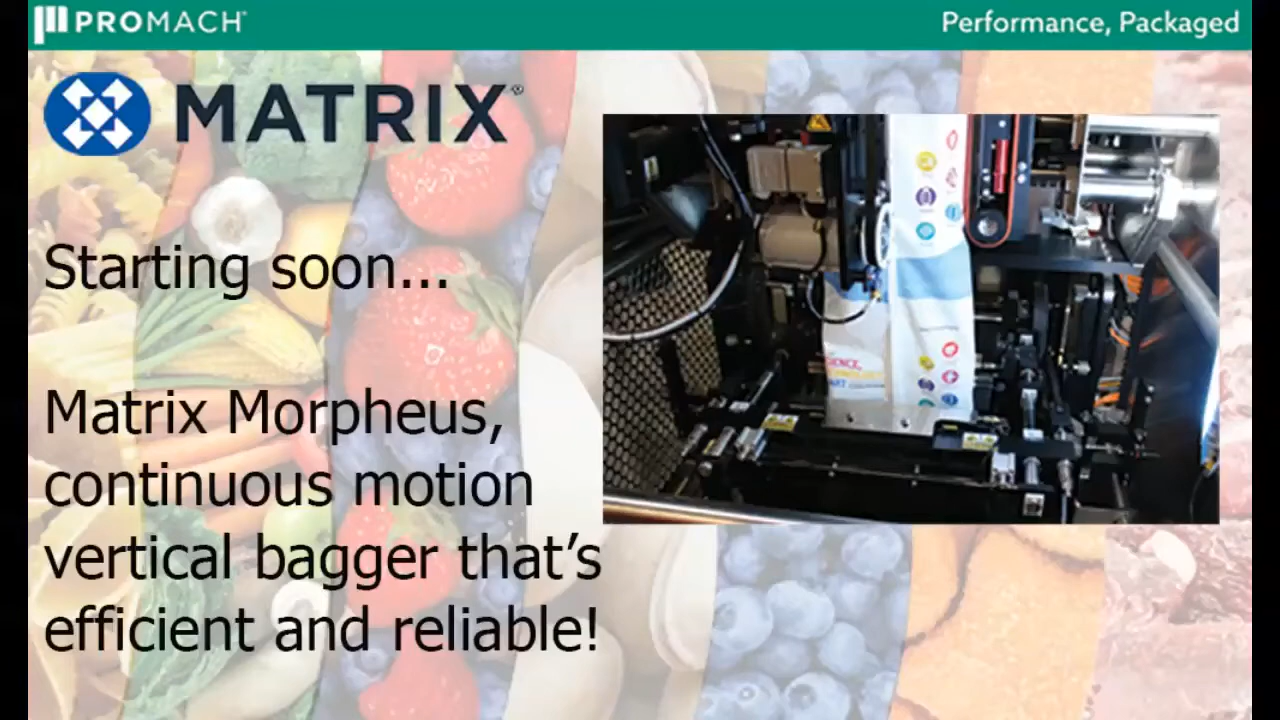 PROMACH
Performance, Packaged
MATRIX®
Starting soon...
Matrix Morpheus,
continuous motion
vertical bagger that’s
efficient and reliable!